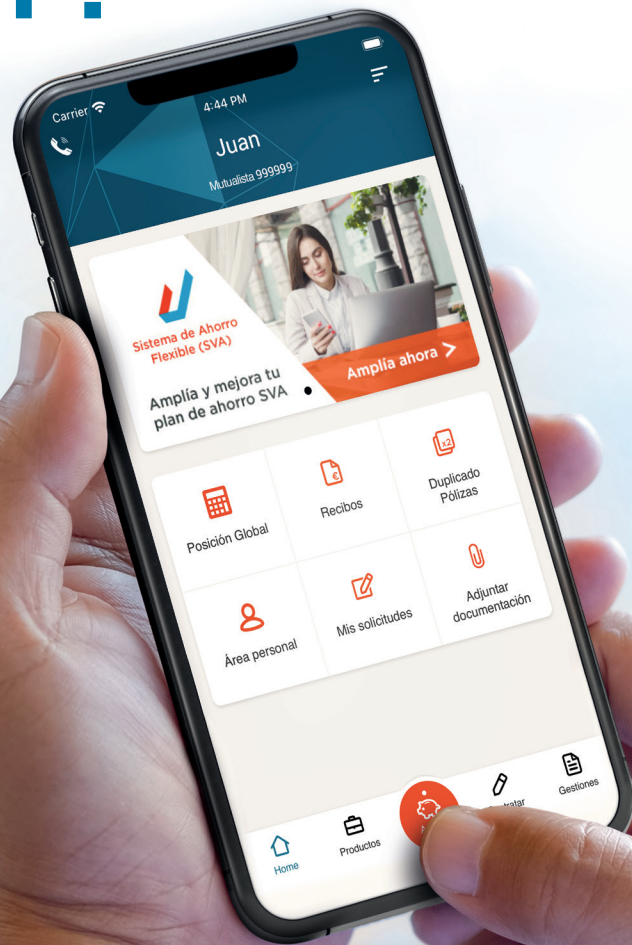 Carrier
4:44 PM
Juan
Mutualista 999999
Sistema de Ahorro
Flexible (SVA)
Amplía y mejora tu
plan de ahorro SVA
Amplía ahora >
Posición Global
Recibos
x2
Duplicado
Pólizas
Área personal
Mis solicitudes
Adjuntar
documentación
Home
Productos
Gestiones